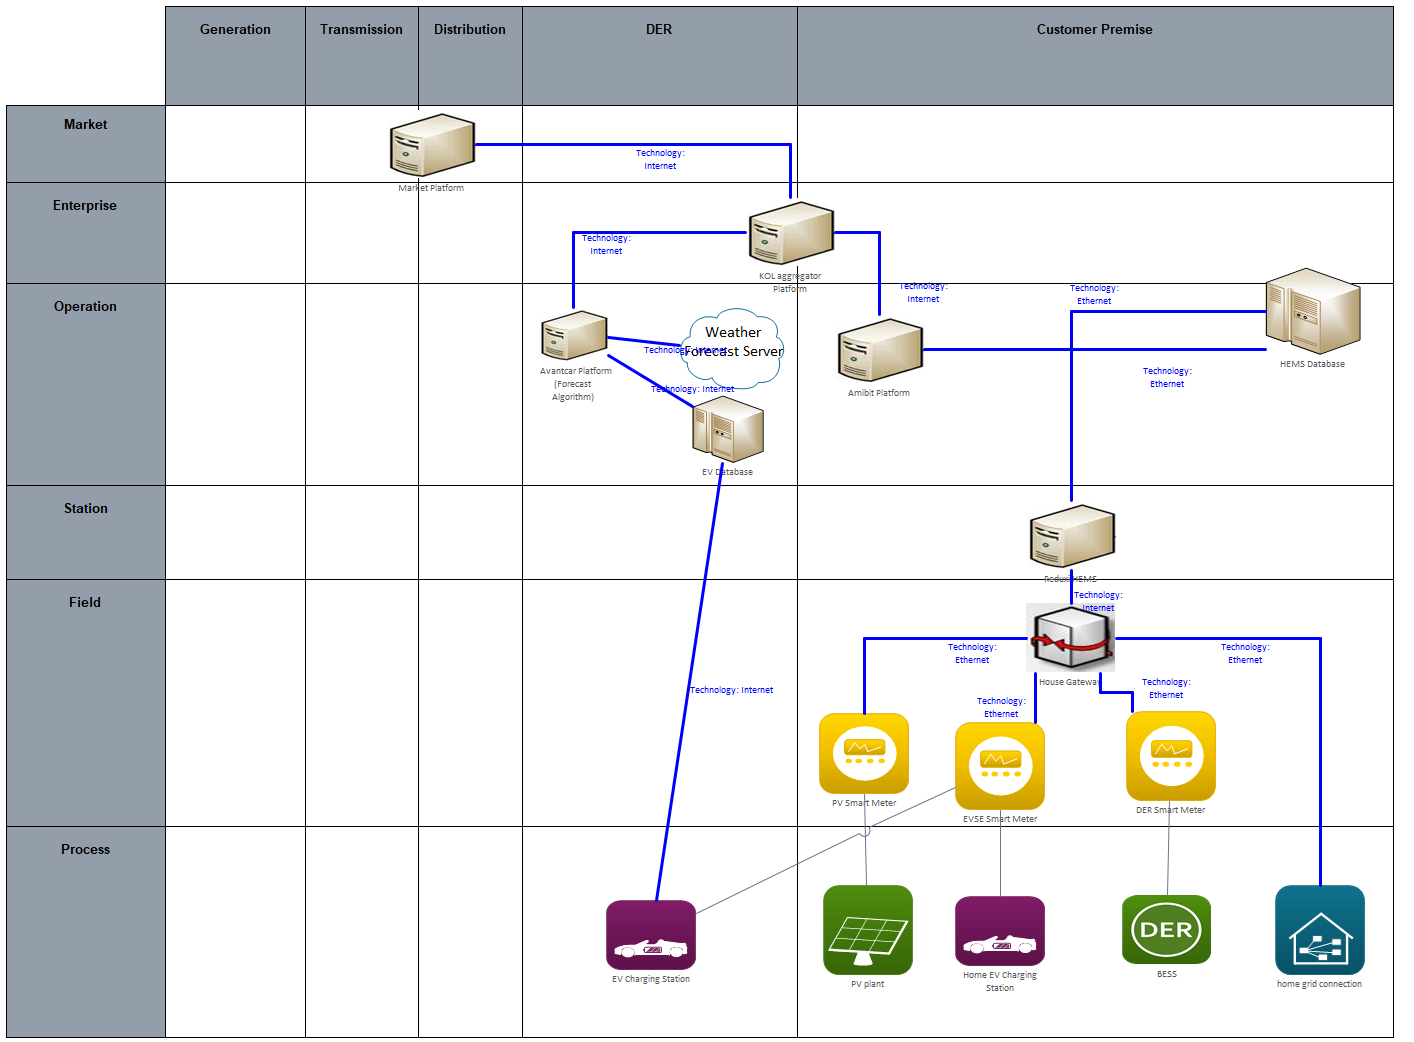 Generation
Transmission
Distribution
DER
Customer Premise
Market
Technology:
Internet
Market Platform
Enterprise
Technology:
Internet
KOL aggregator
Platform
Operation
Technology:
Internet
Technology:
Ethernet
Weather
Forecast Server
Technology: Internet
Technology: Internet
Avantcar Platform
(Forecast
Algorithm)
HEMS Database
Technology:
Ethernet
Amibit Platform
EV Database
Station
Reduxi HEMS
Field
Technology:
Internet
Technology:
Ethernet
Technology:
Ethernet
House Gateway
Technology:
Ethernet
Technology:
Ethernet
Technology: Internet
PV Smart Meter
EVSE Smart Meter
DER Smart Meter
Process
DER
EV Charging Station
PV plant
Home EV Charging
Station
BESS
home grid connection